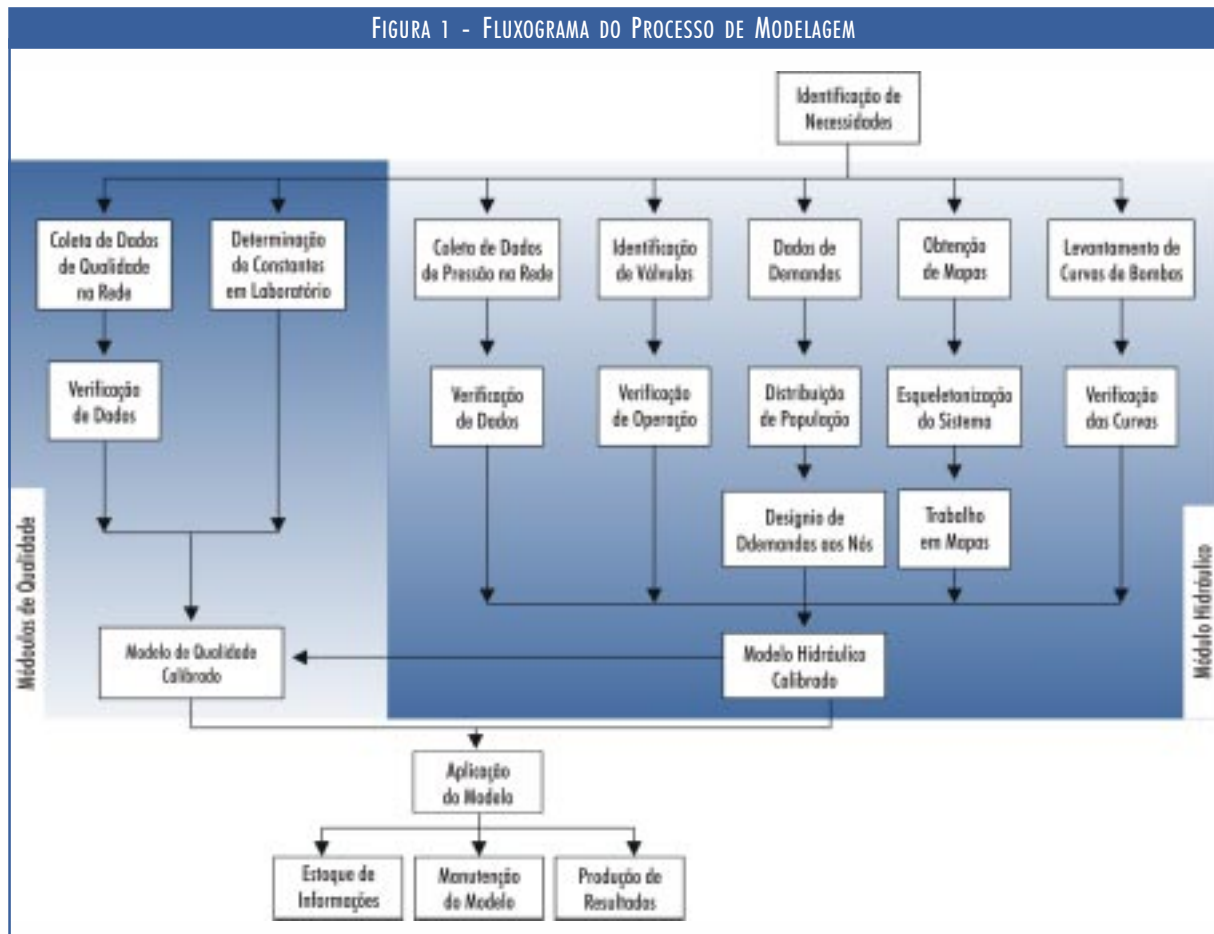 FIGURA 1 - FLUXOGRAMA DO PROCESSO DE MODELAGEM
Identificação de
Necessidades
Coleta de Dados
de Qualidade
na Rede
Determinação
de Constantes
em Laboratório
Coleta de Dados
de Pressão na Rede
Identificação
de Válvulas
Dados de
Demandas
Obtenção
de Mapas
Levantamento de
Curvas de Bombas
Verificação
de Dados
Verificação
de Dados
Verificação
de Operação
Distribuição
de População
Esqueletonização
do Sistema
Verificação
das Curvas
Designio de
Ddemandas aos Nós
Trabalho
em Mapas
Módoulas de Qualidade
Módulo Hidráulico
Modelo de Qualidade
Calibrado
Modelo Hidráulica
Calibrado
Aplicação
do Modelo
Estoque de
Informações
Manutenção
do Modelo
Produção de
Resultados